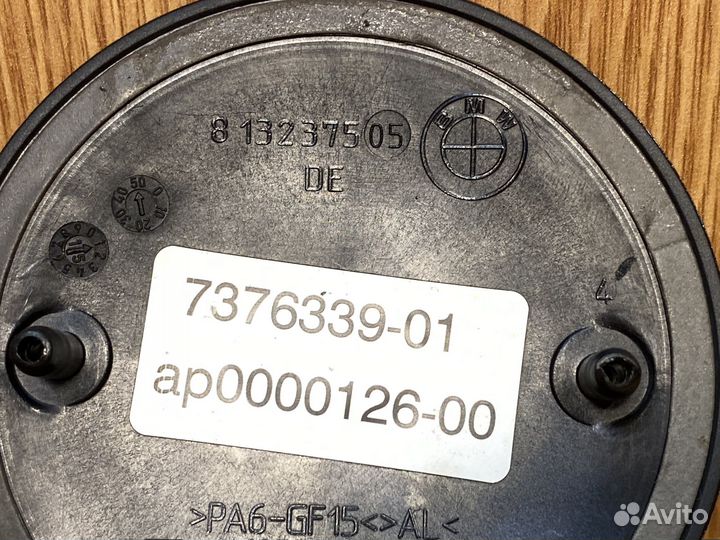 BMW
8 13237505
DE
7376339-01
ap0000126-00
4
>PA6-GF15<>AL<
Avito